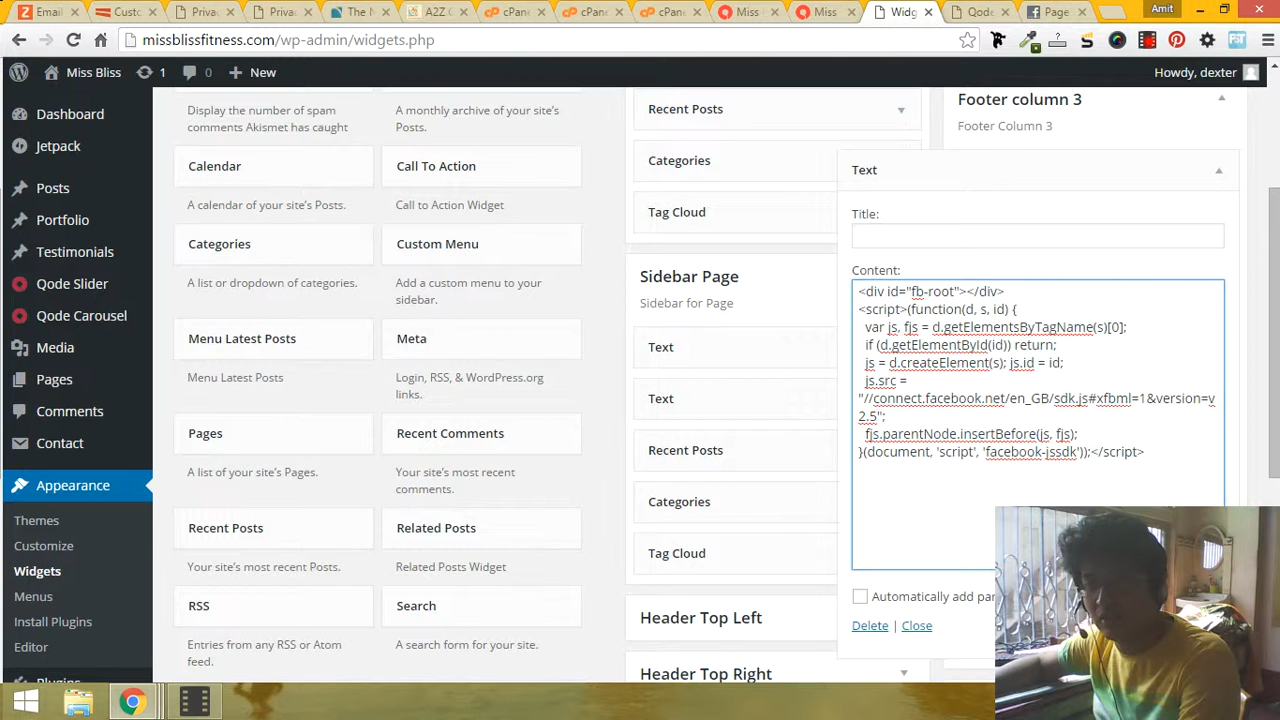 Email
Custo
Privac
Privac
The N
A2Z C
cPane
cPane
cPane
Miss
Miss
Widg
Qode
Page
Amit
missblissfitness.com/wp-admin/widgets.php
Miss Bliss
1
0
New
Howdy, dexter
Dashboard
Jetpack
Posts
Portfolio
Testimonials
Qode Slider
Qode Carousel
Media
Pages
Comments
Contact
Appearance
Themes
Customize
Widgets
Menus
Install Plugins
Editor
Plugins
Display the number of spam
comments Akismet has caught
Calendar
A calendar of your site's Posts.
Categories
A list or dropdown of categories.
Menu Latest Posts
Menu Latest Posts
Pages
A list of your site's Pages.
Recent Posts
Your site's most recent Posts.
RSS
Entries from any RSS or Atom
feed.
A monthly archive of your site's
Posts.
Call To Action
Call to Action Widget
Custom Menu
Add a custom menu to your
sidebar.
Meta
Login, RSS, & WordPress.org
links.
Recent Comments
Your site's most recent
comments.
Related Posts
Related Posts Widget
Search
A search form for your site.
Recent Posts
Categories
Tag Cloud
Sidebar Page
Sidebar for Page
Text
Text
Recent Posts
Categories
Tag Cloud
Header Top Left
Header Top Right
Footer column 3
Footer Column 3
Text
Title:
Content:
<div id="fb-root"></div>
<script>(function(d, s, id) {
var js, fjs = d.getElementsByTagName(s)[0];
if (d.getElementById(id)) return;
js = d.createElement(s); js.id = id;
js.src =
"//connect.facebook.net/en_GB/sdk.js#xfbml=1&version=v
2.5";
fjs.parentNode.insertBefore(js, fjs);
}(document, 'script', 'facebook-jssdk'));</script>
Automatically add par
Delete | Close